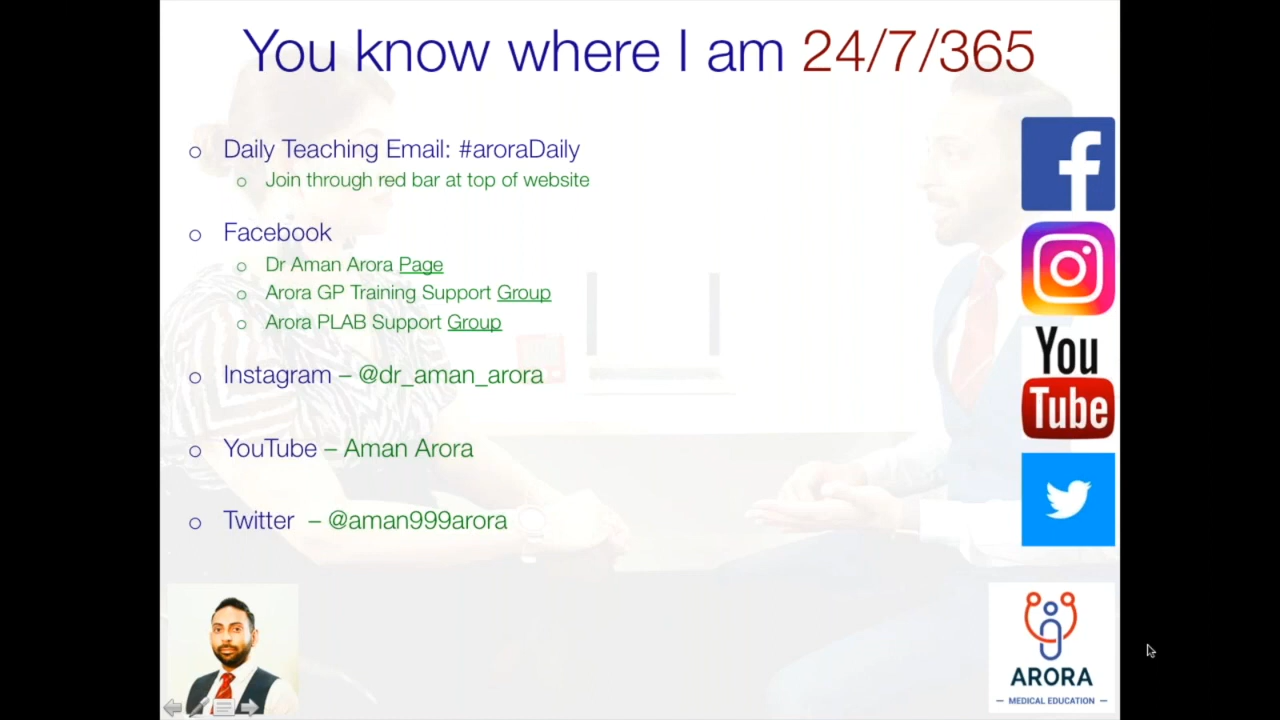 You know where I am 24/7/365
Daily Teaching Email: #aroraDaily
Join through red bar at top of website
Facebook
Dr Aman Arora Page
Arora GP Training Support Group
Arora PLAB Support Group
Instagram – @dr_aman_arora
YouTube – Aman Arora
Twitter – @aman999arora
f
You
Tube
ARORA
– MEDICAL EDUCATION –